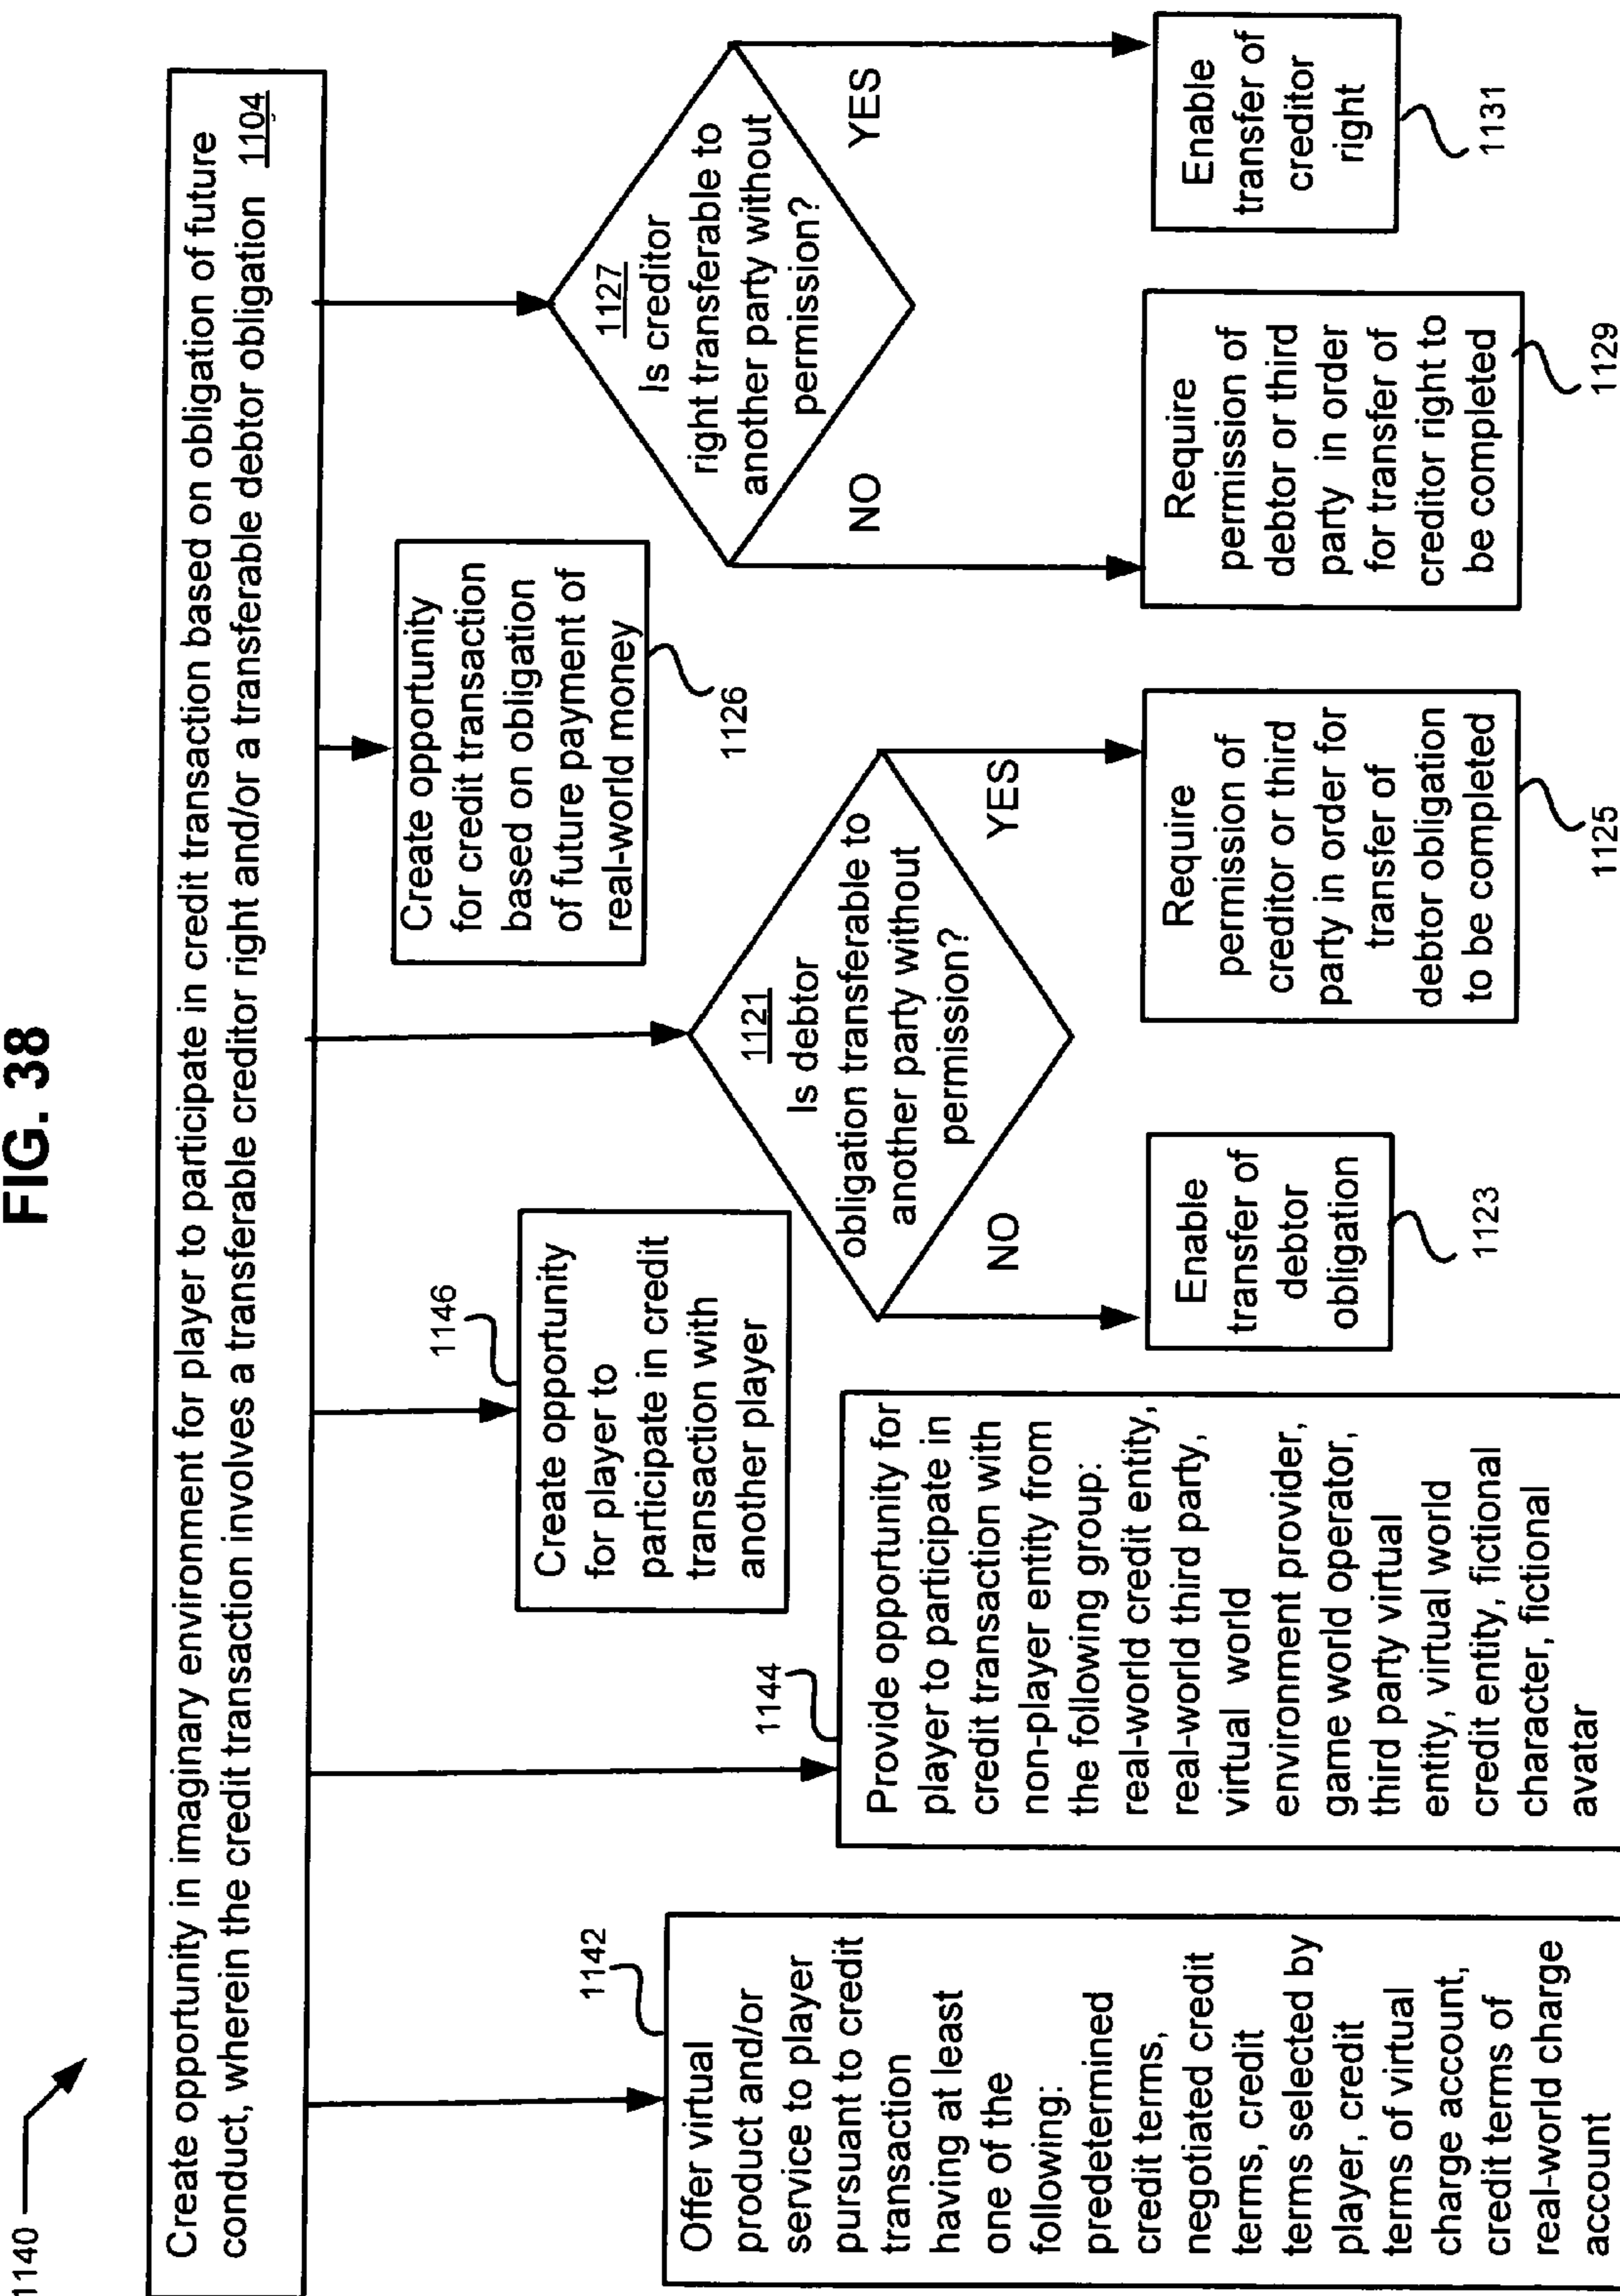 FIG. 38
1140
Create opportunity in imaginary environment for player to participate in credit transaction based on obligation of future
conduct, wherein the credit transaction involves a transferable creditor right and/or a transferable debtor obligation 1104
1142
Offer virtual
product and/or
service to player
pursuant to credit
transaction
having at least
one of the
following:
predetermined
credit terms,
negotiated credit
terms, credit
terms selected by
player, credit
terms of virtual
charge account,
credit terms of
real-world charge
account
1144
Provide opportunity for
player to participate in
credit transaction with
non-player entity from
the following group:
real-world credit entity,
real-world third party,
virtual world
environment provider,
game world operator,
third party virtual
entity, virtual world
credit entity, fictional
character, fictional
avatar
1146
Create opportunity
for player to
participate in credit
transaction with
another player
1121
Is debtor
obligation transferable to
another party without
permission?
NO
YES
Enable
transfer of
debtor
obligation
1123
Require
permission of
creditor or third
party in order for
transfer of
debtor obligation
to be completed
1125
Create opportunity
for credit transaction
based on obligation
of future payment of
real-world money
1126
1127
Is creditor
right transferable to
another party without
permission?
NO
YES
Require
permission of
debtor or third
party in order
for transfer of
creditor right to
be completed
1129
Enable
transfer of
creditor
right
1131